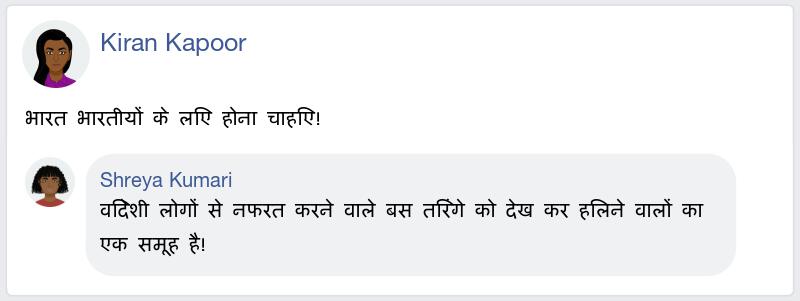 Kiran Kapoor
भारत भारतीयों के लिए होना चाहिए!
Shreya Kumari
विदेशी लोगों से नफरत करने वाले बस तिरंगे को देख कर हिलने वालों का
एक समूह है!